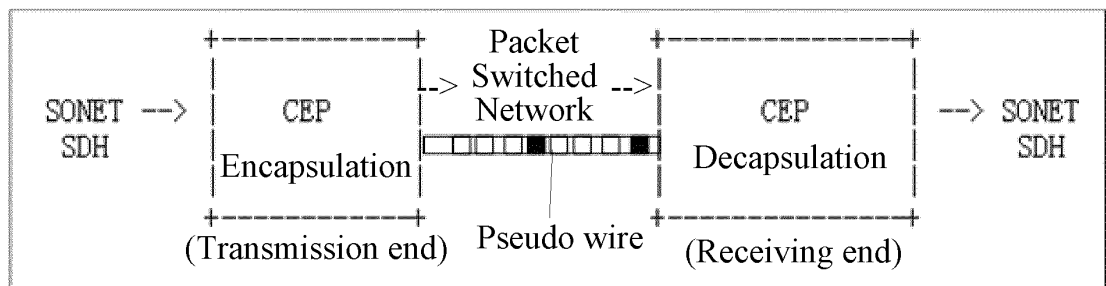 Packet
Switched
Network
SONET -->
SDH
CEP
Encapsulation
(Transmission end)
-->
-->
Pseudo wire
CEP
Decapsulation
(Receiving end)
--> SONET
SDH